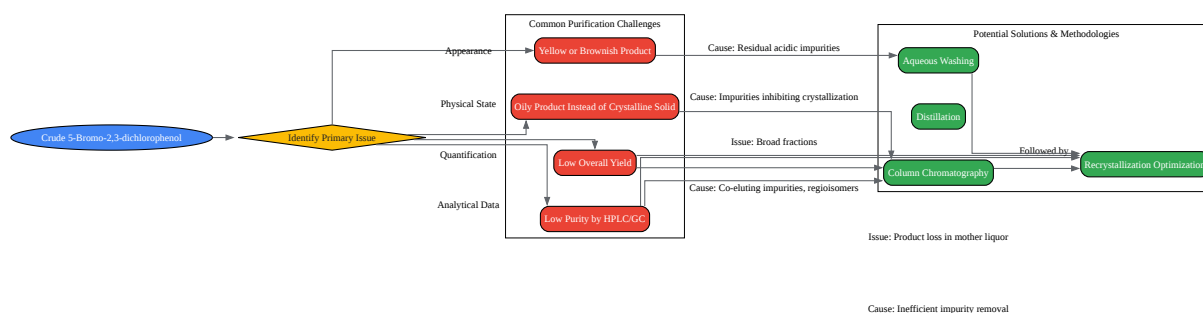 Common Purification Challenges
Potential Solutions & Methodologies
Appearance
Yellow or Brownish Product
Cause: Residual acidic impurities
Aqueous Washing
Physical State
Oily Product Instead of Crystalline Solid
Cause: Impurities inhibiting crystallization
Distillation
Crude 5-Bromo-2,3-dichlorophenol
Identify Primary Issue
Quantification
Low Overall Yield
Issue: Broad fractions
Followed by
Column Chromatography
Recrystallization Optimization
Cause: Co-eluting impurities, regioisomers
Analytical Data
Low Purity by HPLC/GC
Issue: Product loss in mother liquor
Cause: Inefficient impurity removal